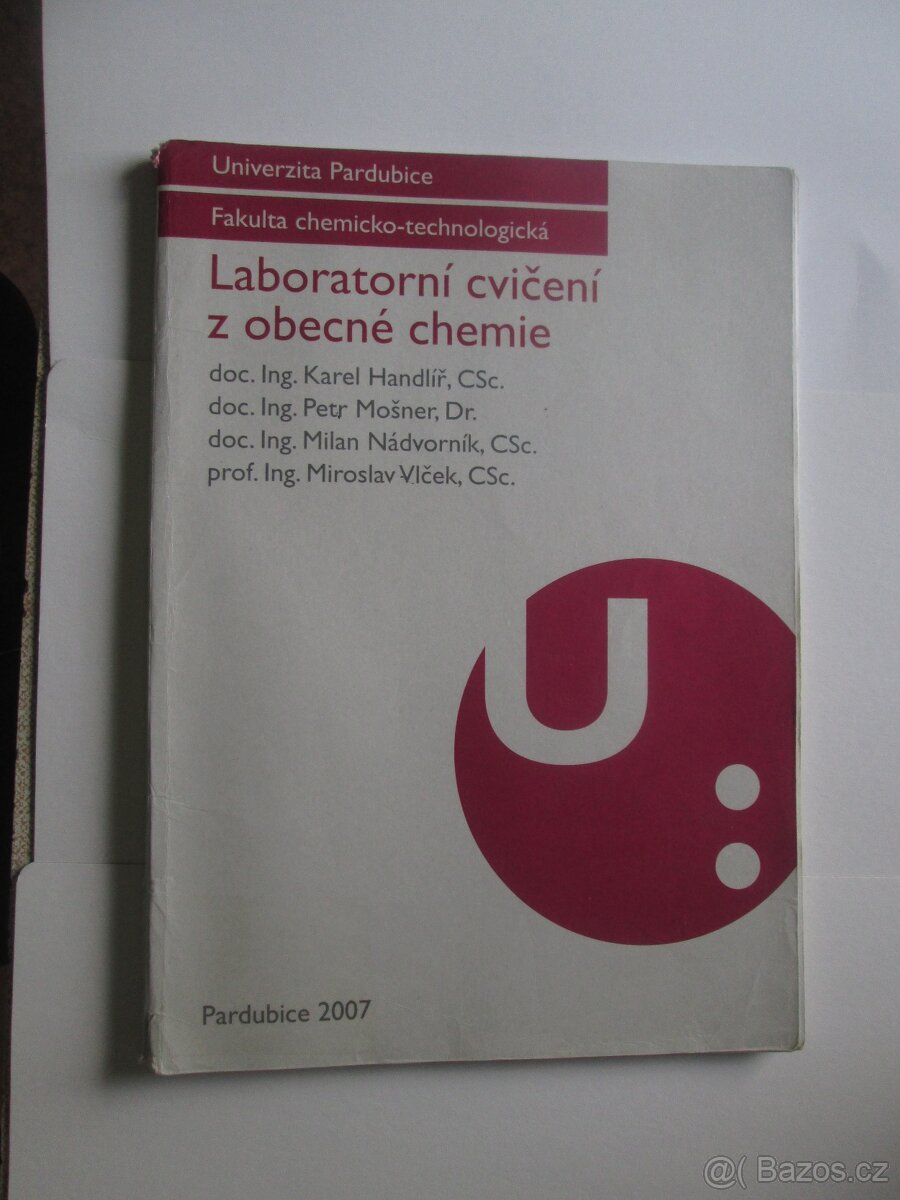 Univerzita Pardubice
Fakulta chemicko-technologická
Laboratorní cvičení
z obecné chemie
doc. Ing. Karel Handlíř, CSc.
doc. Ing. Petr Mošner, Dr.
doc. Ing. Milan Nádvorník, CSc.
prof. Ing. Miroslav Vlček, CSc.
U:
Pardubice 2007
@( Bazos.cz